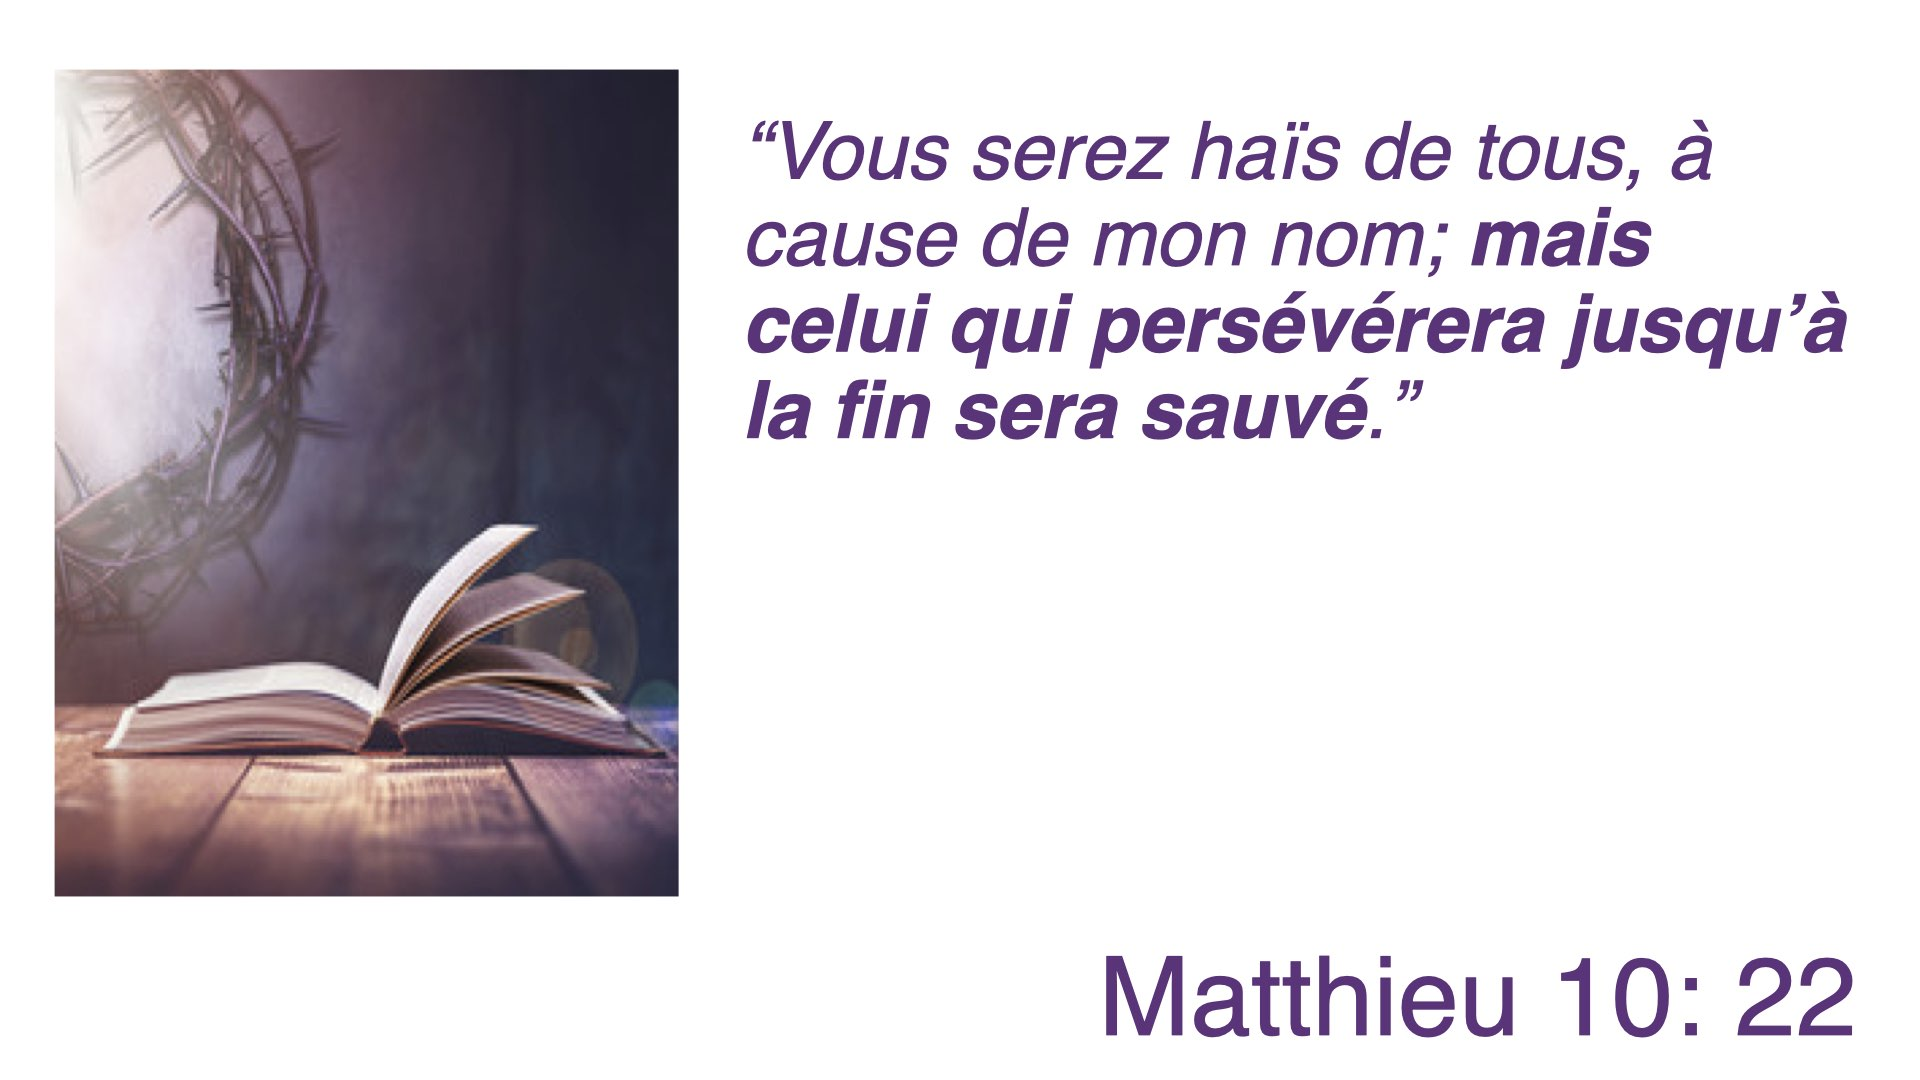 “Vous serez haïs de tous, à
cause de mon nom; mais
celui qui persévérera jusqu’à
la fin sera sauvé.”
Matthieu 10: 22